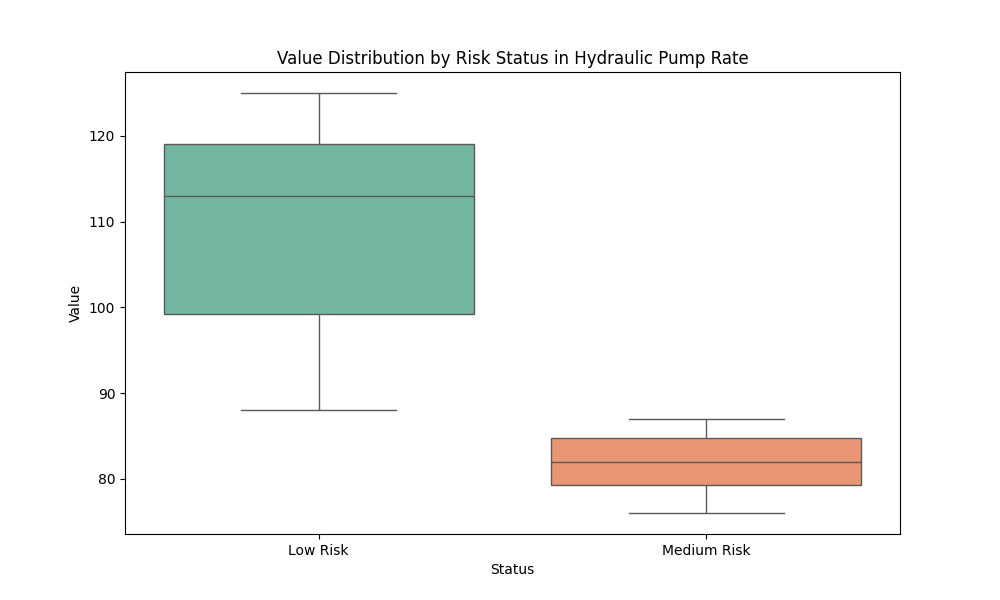 Value Distribution by Risk Status in Hydraulic Pump Rate
120
110
100
90
80
Value
Low Risk
Medium Risk
Status